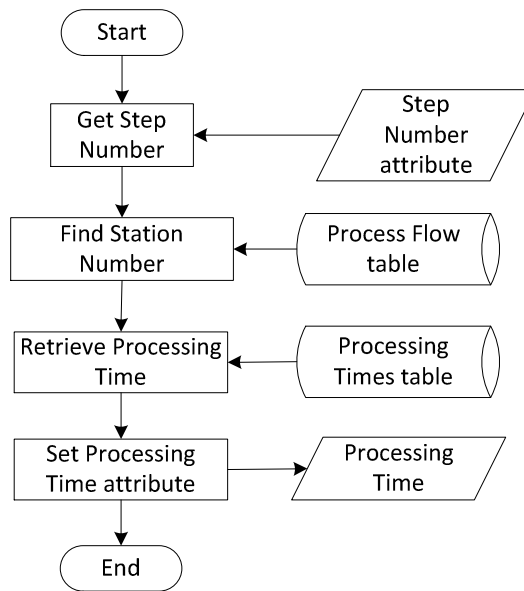 Start
Get Step
Number
Step
Number
attribute
Find Station
Number
Process Flow
table
Retrieve Processing
Time
Processing
Times table
Set Processing
Time attribute
Processing
Time
End